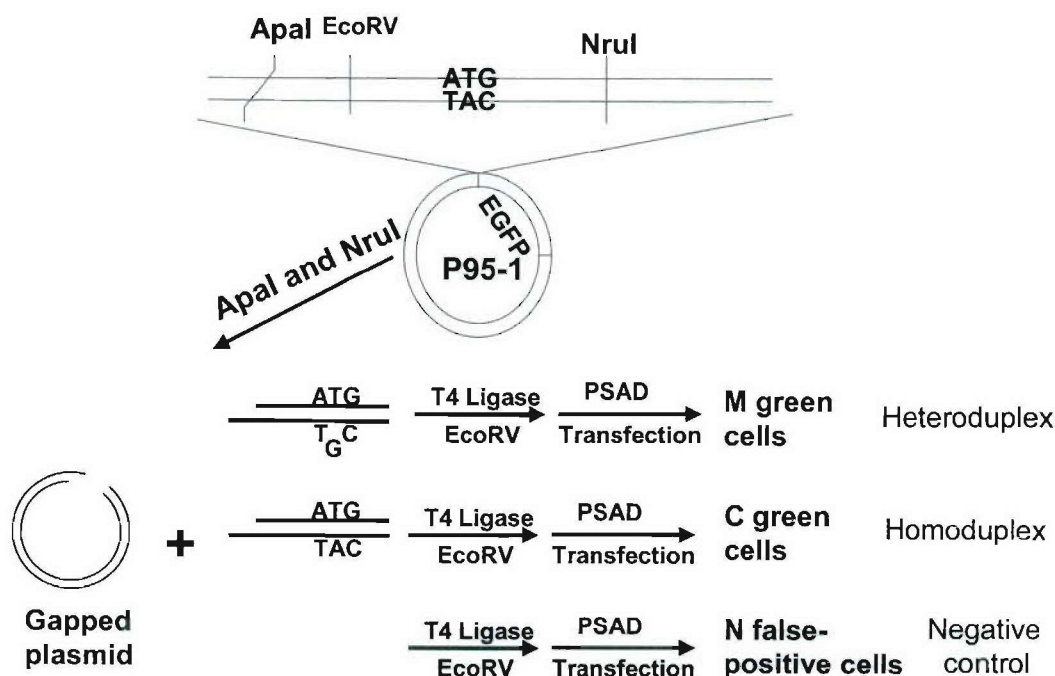 ApaI EcoRV NruI
ATG
TAC
EGFP
P95-1
ApaI and NruI
ATG
TGC
T4 Ligase
EcoRV
PSAD
Transfection
M green
cells
Heteroduplex
Gapped
plasmid
+
ATG
TAC
T4 Ligase
EcoRV
PSAD
Transfection
C green
cells
Homoduplex
T4 Ligase
EcoRV
PSAD
Transfection
N false-
positive cells
Negative
control